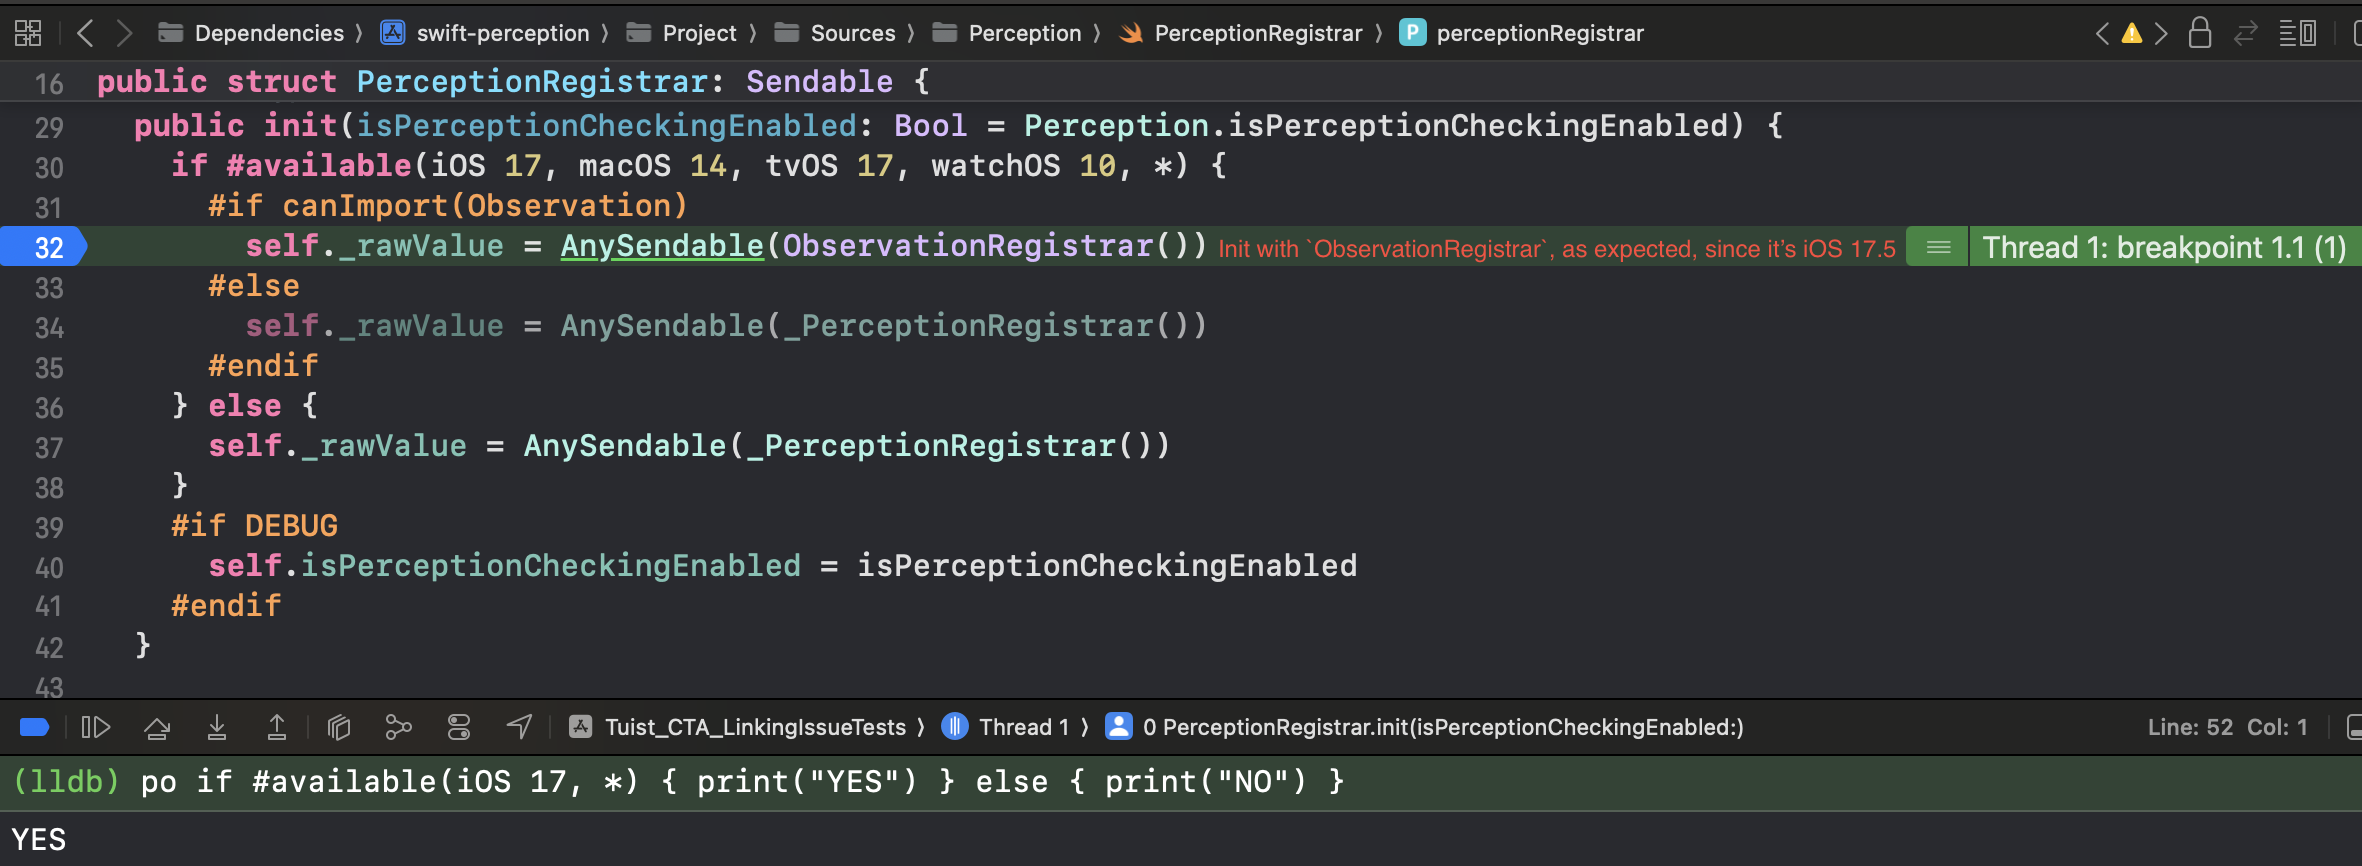 Dependencies 〉 swift-perception 〉 Project 〉 Sources 〉 Perception 〉 PerceptionRegistrar 〉 P perceptionRegistrar
16 public struct PerceptionRegistrar: Sendable {
29 public init(isPerceptionCheckingEnabled: Bool = Perception.isPerceptionCheckingEnabled) {
30 if #available(iOS 17, macOS 14, tvOS 17, watchOS 10, *) {
31 #if canImport(Observation)
32 self._rawValue = AnySendable(ObservationRegistrar()) Init with `ObservationRegistrar`, as expected, since it's iOS 17.5 Thread 1: breakpoint 1.1 (1)
33 #else
34 self._rawValue = AnySendable(_PerceptionRegistrar())
35 #endif
36 } else {
37 self._rawValue = AnySendable(_PerceptionRegistrar())
38 }
39 #if DEBUG
40 self.isPerceptionCheckingEnabled = isPerceptionCheckingEnabled
41 #endif
42 }
43
Tuist_CTA_LinkingIssueTests 〉 Thread 1 〉 0 PerceptionRegistrar.init(isPerceptionCheckingEnabled:) Line: 52 Col: 1
(lldb) po if #available(iOS 17, *) { print("YES") } else { print("NO") }
YES